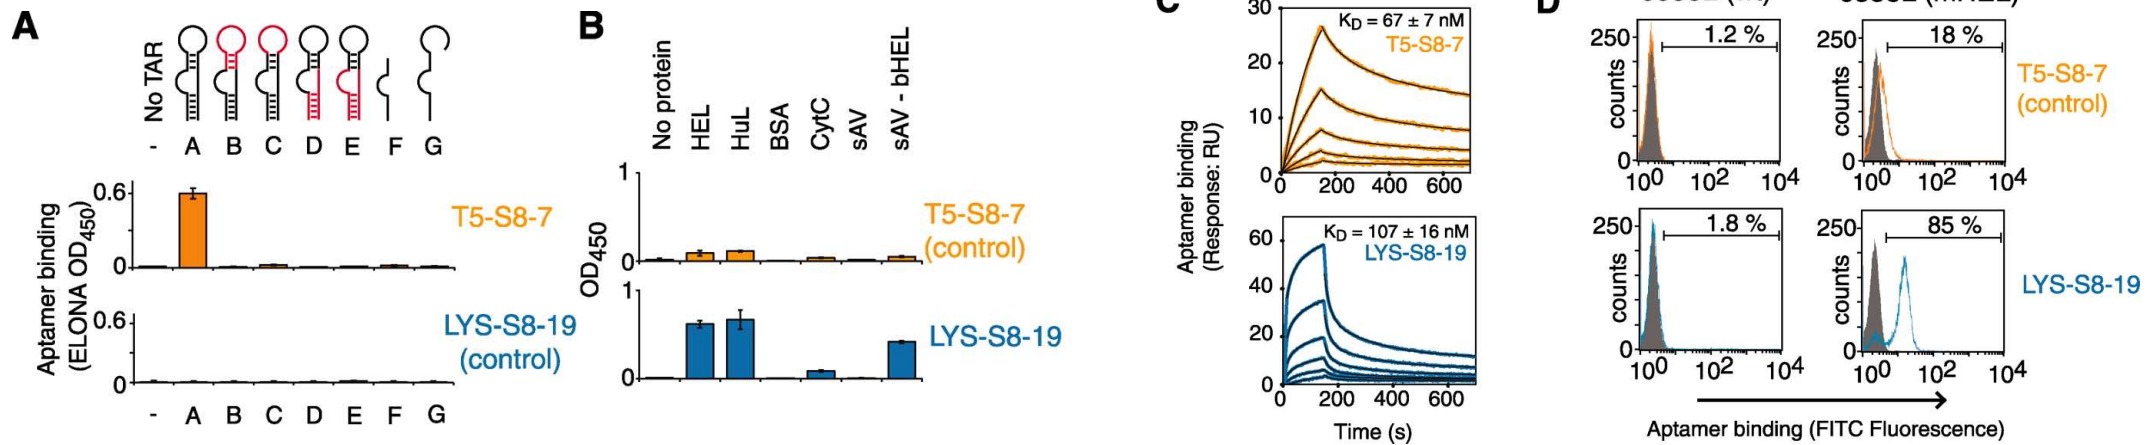 A
No TAR
- A B C D E F G
Aptamer binding
(ELONA OD450)
0.6
0
T5-S8-7
0.6
0
LYS-S8-19
(control)
- A B C D E F G
B
No protein
HEL
HuL
BSA
CytC
sAV
sAV - bHEL
OD450
1
0
T5-S8-7
(control)
1
0
LYS-S8-19
C
Aptamer binding
(Response: RU)
30
20
10
0
KD = 67 ± 7 nM
T5-S8-7
0 200 400 600
60
40
20
0
KD = 107 ± 16 nM
LYS-S8-19
0 200 400 600
Time (s)
D
250
counts
0
1.2 %
10^0 10^2 10^4
250
counts
0
18 %
10^0 10^2 10^4
T5-S8-7
(control)
250
counts
0
1.8 %
10^0 10^2 10^4
250
counts
0
85 %
10^0 10^2 10^4
LYS-S8-19
Aptamer binding (FITC Fluorescence)